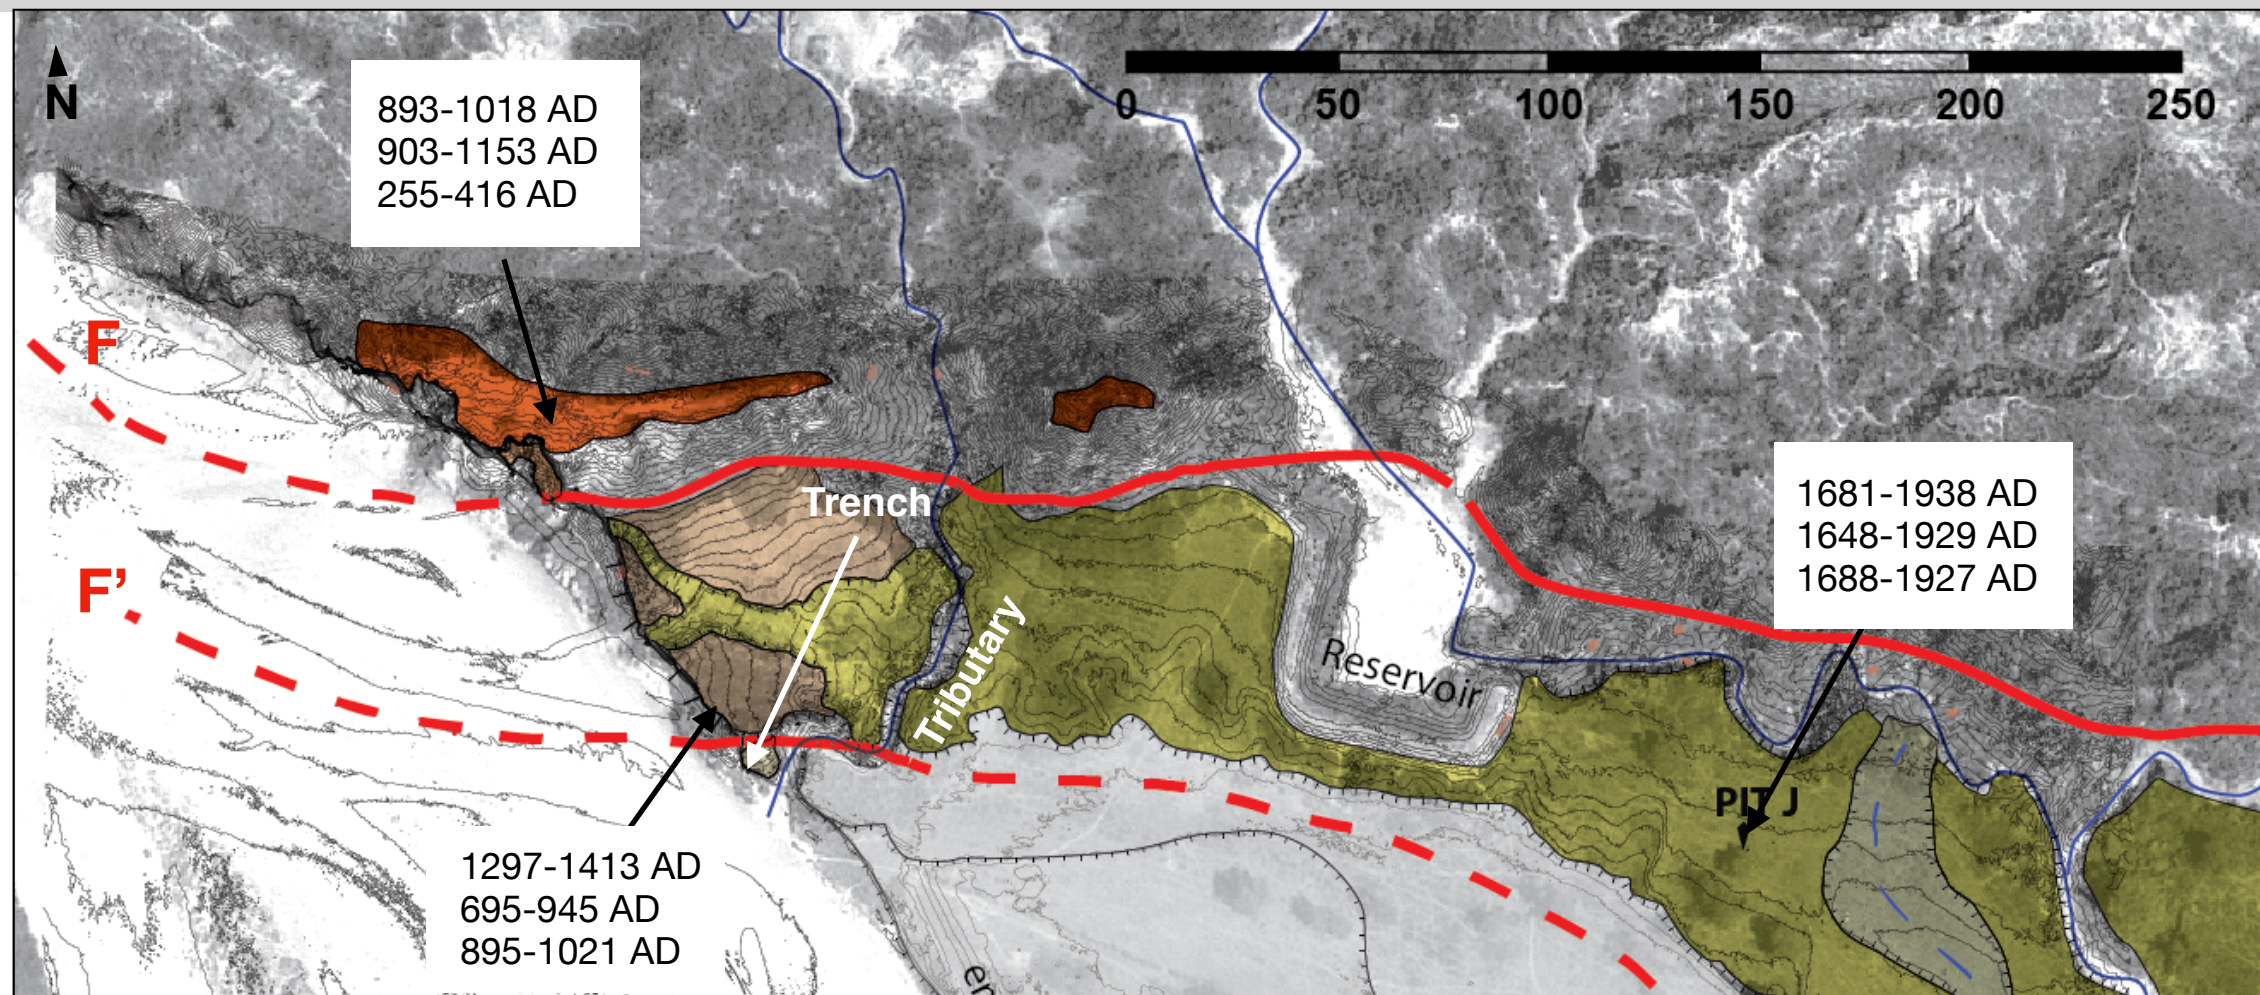 N
893-1018 AD
903-1153 AD
255-416 AD
0 50 100 150 200 250
F
Trench
1681-1938 AD
1648-1929 AD
1688-1927 AD
F’
Tributary
Reservoir
PIT J
1297-1413 AD
695-945 AD
895-1021 AD